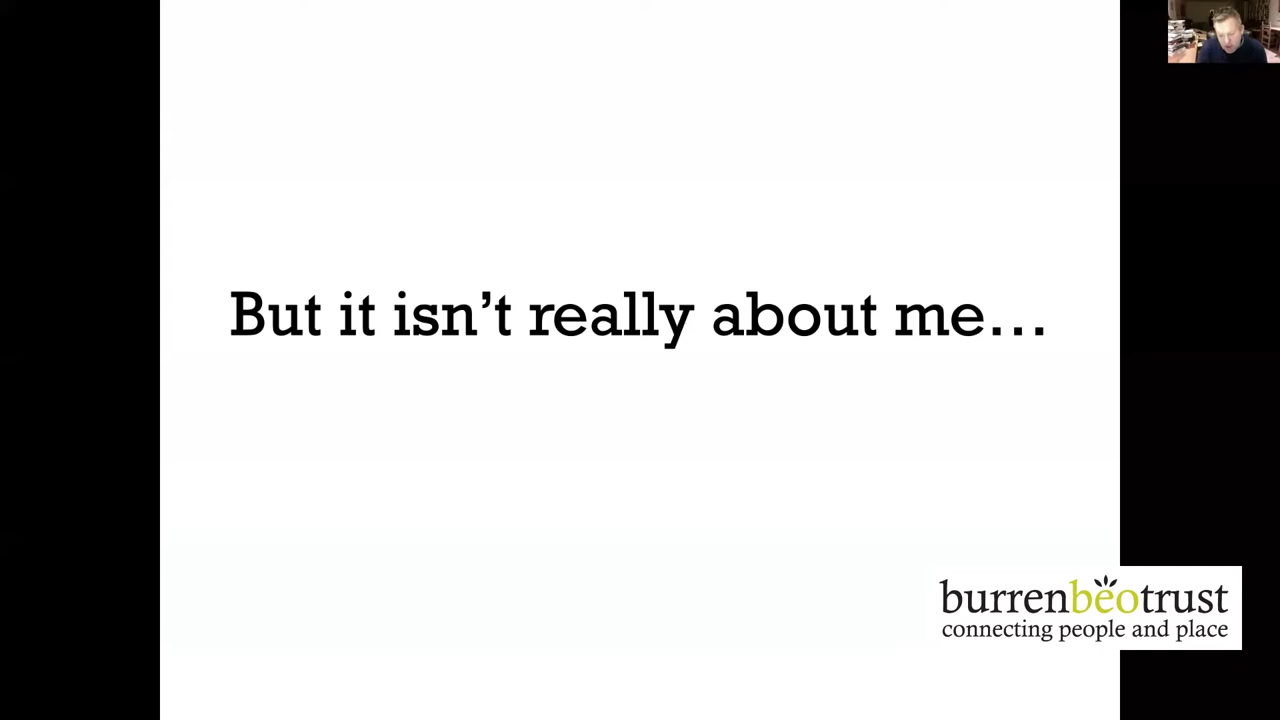 But it isn’t really about me...
burrenbeotrust
connecting people and place